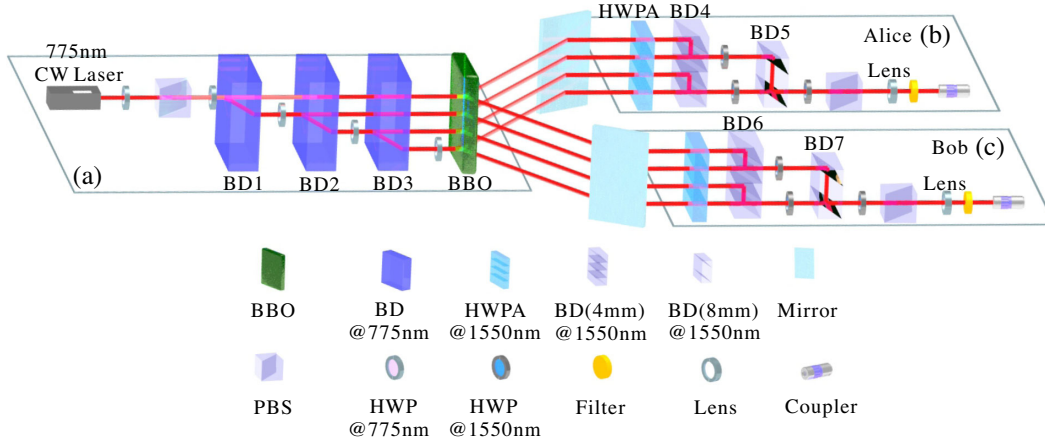 775nm
CW Laser
(a)
BD1
BD2
BD3
BBO
HWPA
BD4
BD5
Alice (b)
Lens
BD6
BD7
Bob (c)
Lens
BBO
BD
@775nm
HWPA
@1550nm
BD(4mm)
@1550nm
BD(8mm)
@1550nm
Mirror
PBS
HWP
@775nm
HWP
@1550nm
Filter
Lens
Coupler